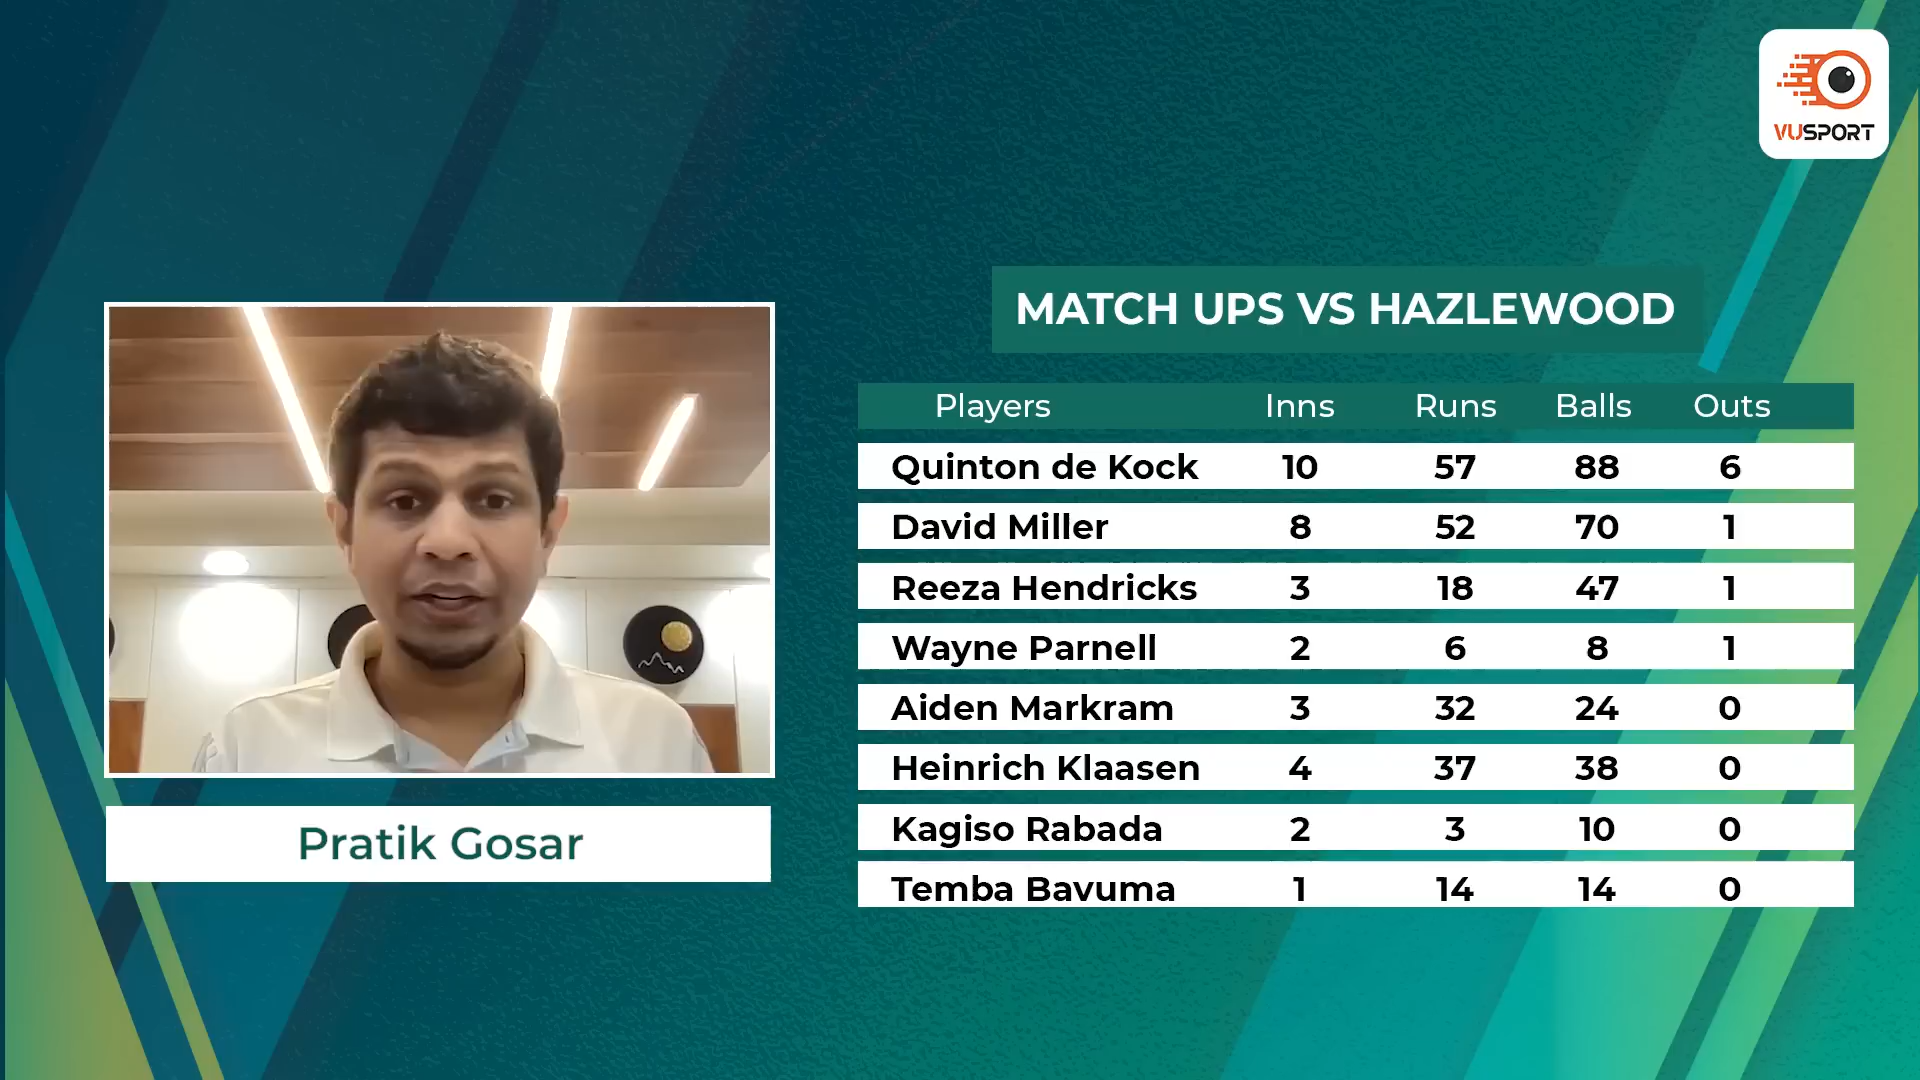 VUSPORT
MATCH UPS VS HAZLEWOOD
Players Inns Runs Balls Outs
Quinton de Kock 10 57 88 6
David Miller 8 52 70 1
Reeza Hendricks 3 18 47 1
Wayne Parnell 2 6 8 1
Aiden Markram 3 32 24 0
Heinrich Klaasen 4 37 38 0
Kagiso Rabada 2 3 10 0
Temba Bavuma 1 14 14 0
Pratik Gosar